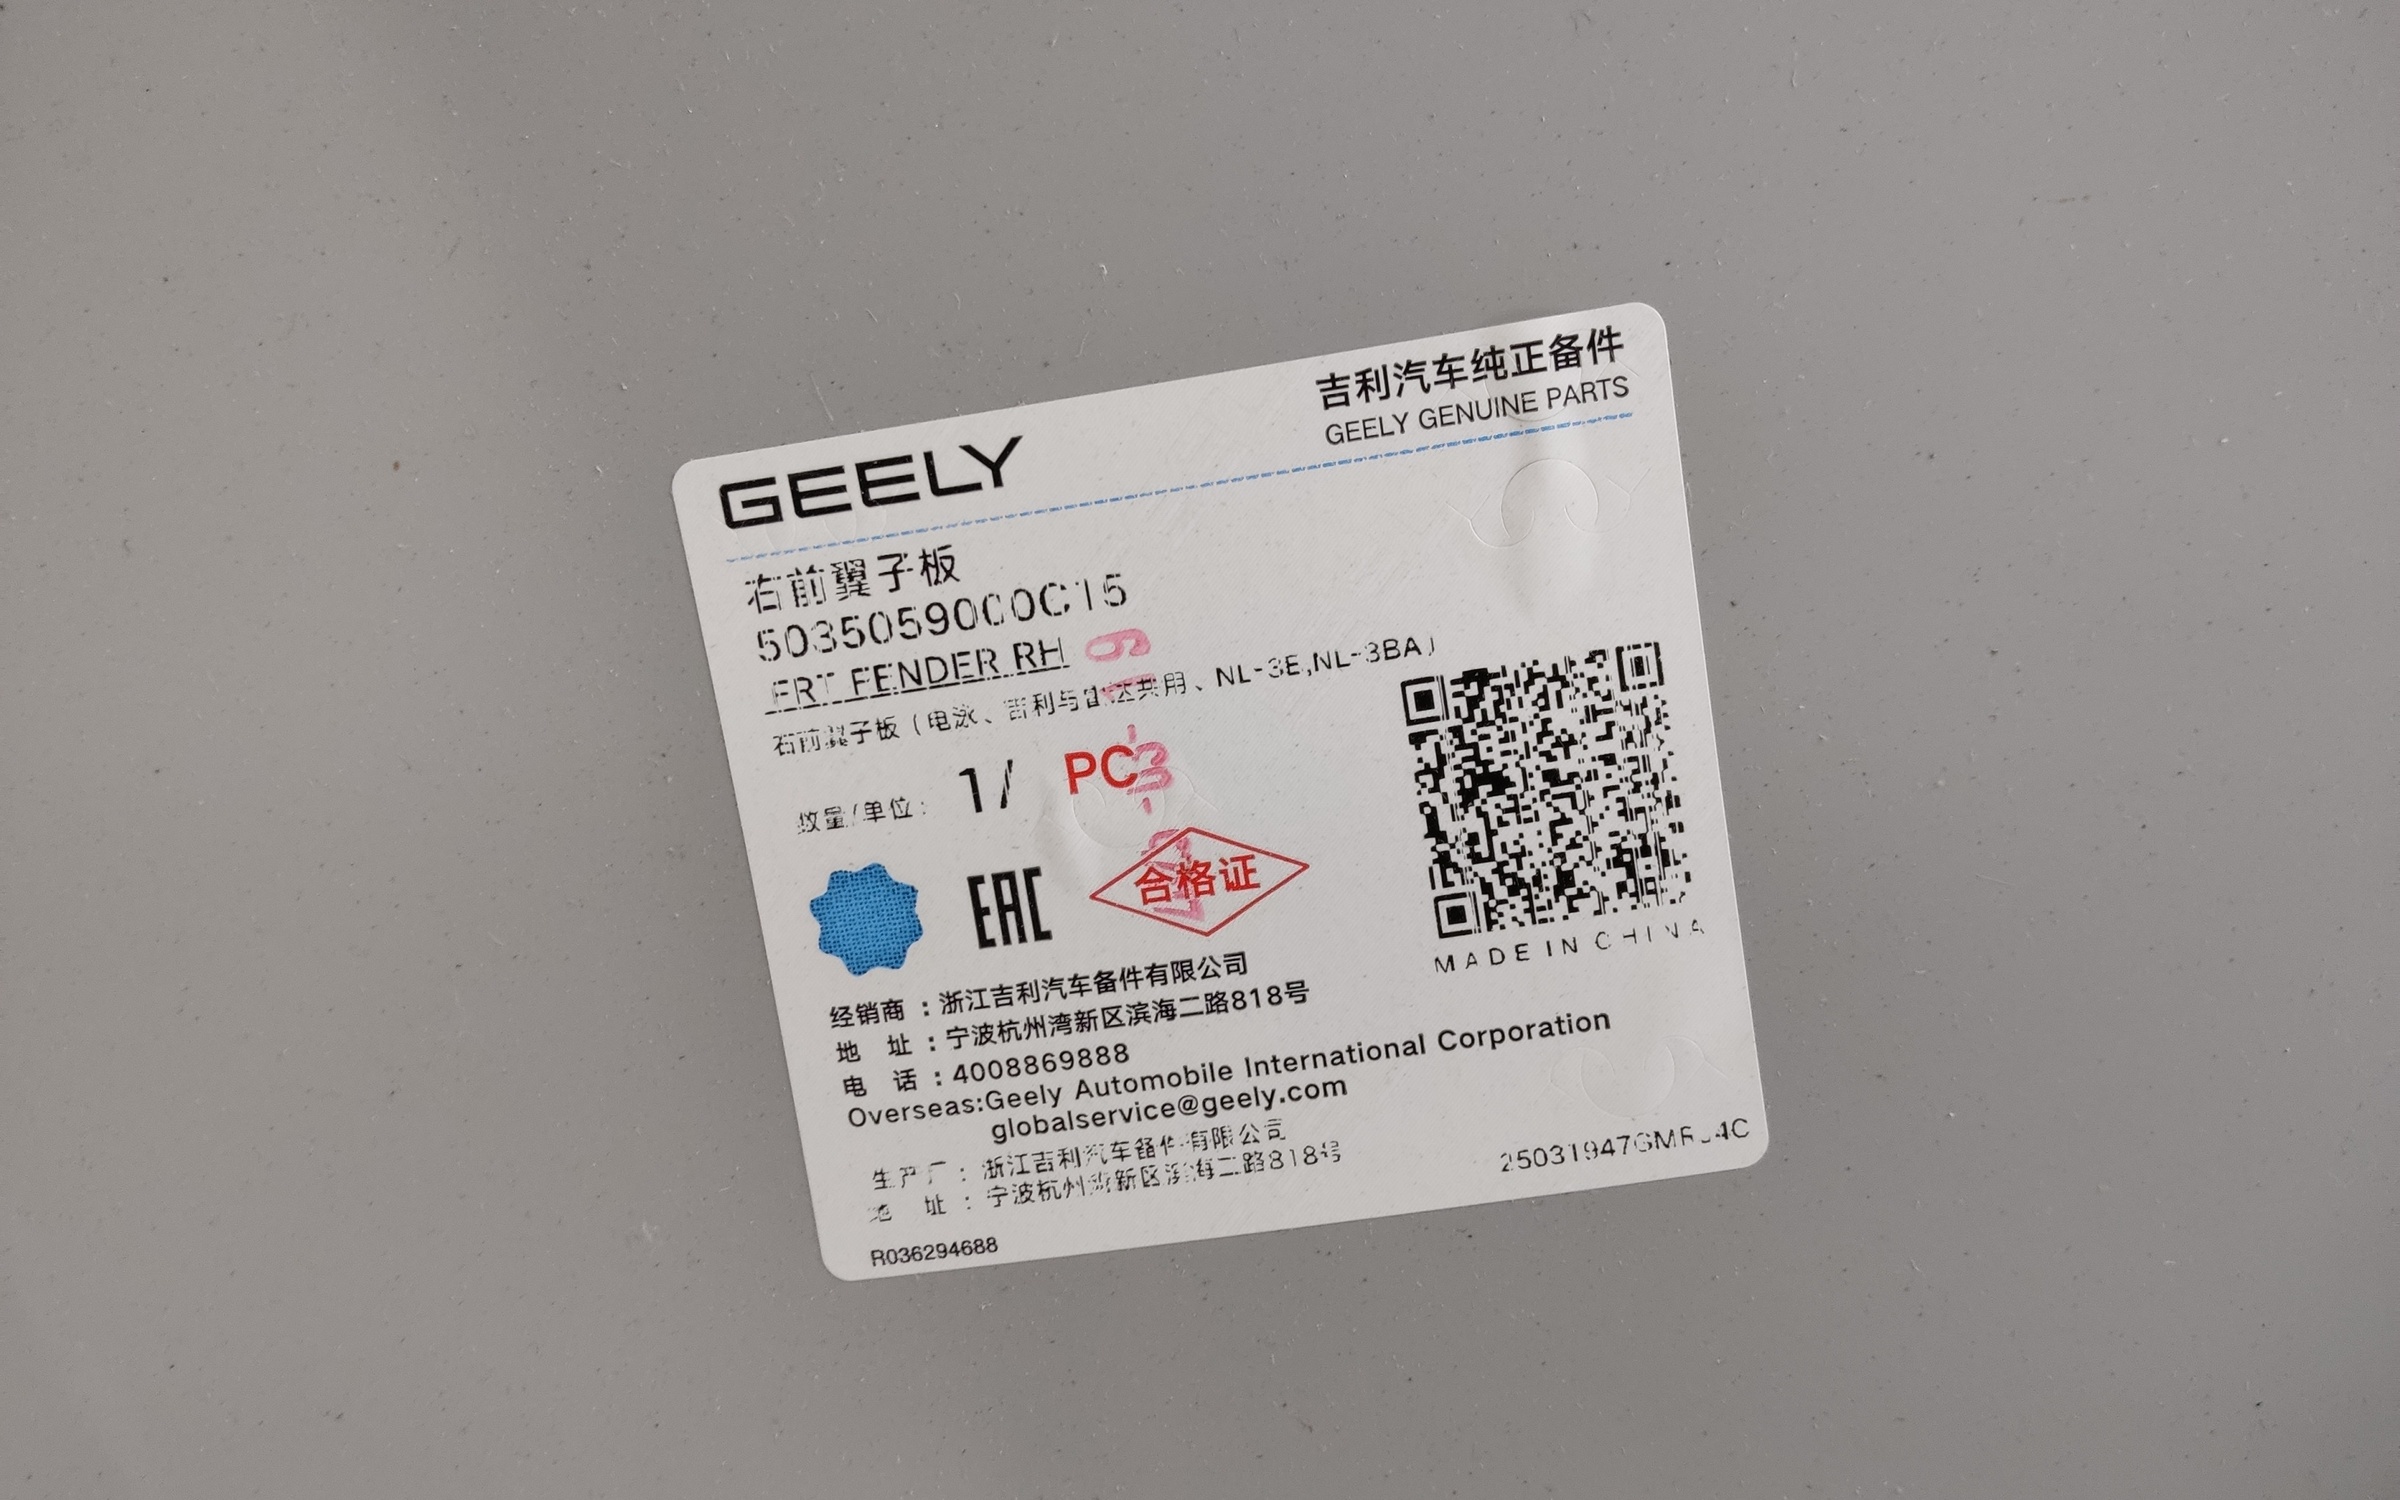 吉利汽车纯正备件
GEELY GENUINE PARTS
GEELY
右前翼子板
5035059000C15
FRT FENDER RH
右前翼子板（电泳、吉利与雷达共用、NL-3E,NL-3BA）
数量/单位： 1/ PC
EAC
合格证
MADE IN CHINA
经销商 ：浙江吉利汽车备件有限公司
地 址 ：宁波杭州湾新区滨海二路818号
电 话 ：4008869888
Overseas:Geely Automobile International Corporation
globalservice@geely.com
生产厂 ： 浙江吉利汽车备件有限公司
地 址 ： 宁波杭州湾新区滨海二路818号
R036294688